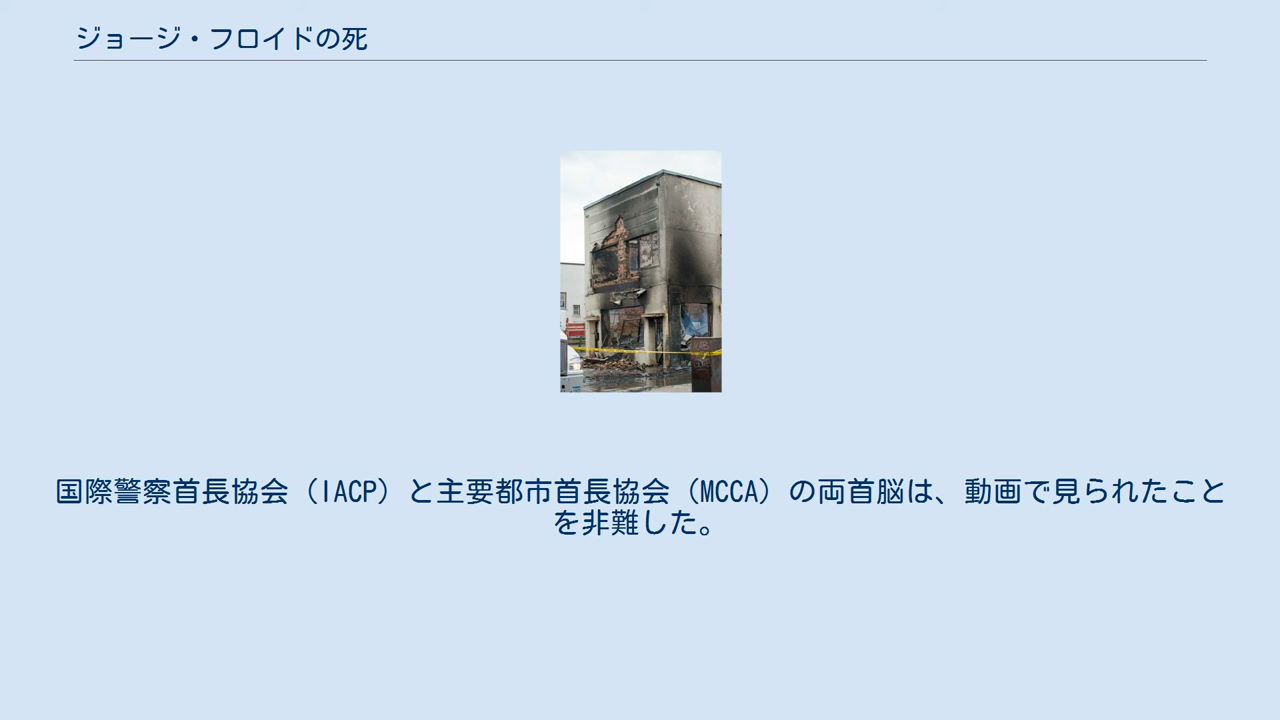 ジョージ・フロイドの死
国際警察首長協会（IACP）と主要都市首長協会（MCCA）の両首脳は、動画で見られたこと
を非難した。